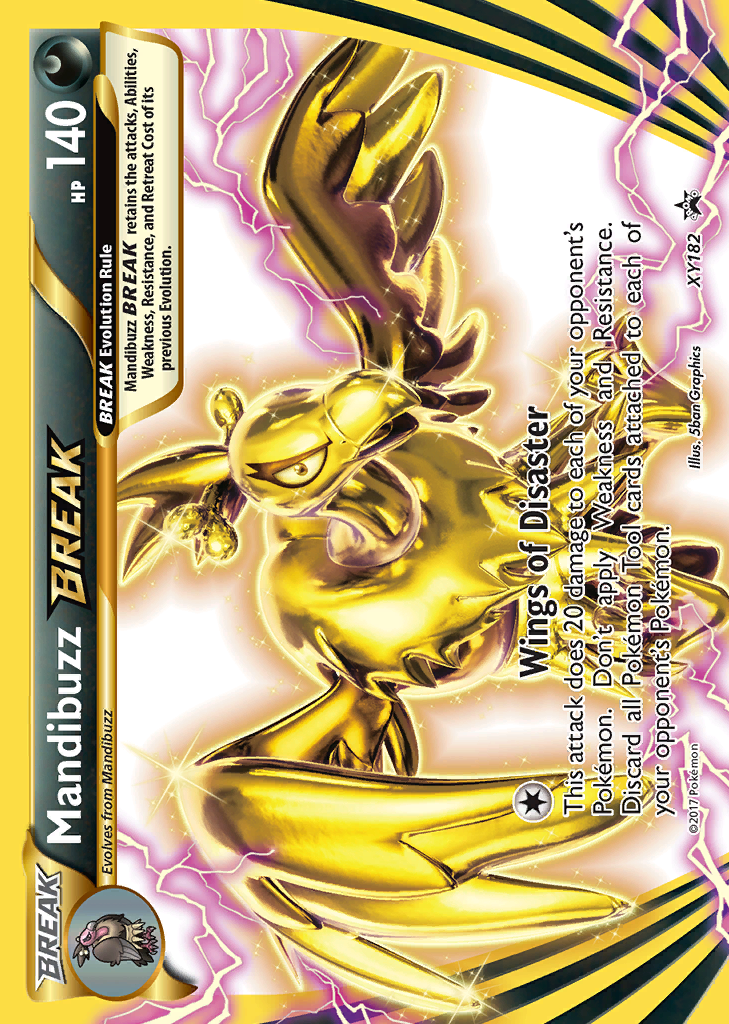 BREAK
Mandibuzz BREAK
HP 140
Evolves from Mandibuzz
BREAK Evolution Rule
Mandibuzz BREAK retains the attacks, Abilities,
Weakness, Resistance, and Retreat Cost of its
previous Evolution.
Wings of Disaster
This attack does 20 damage to each of your opponent's
Pokémon. Don't apply Weakness and Resistance.
Discard all Pokémon Tool cards attached to each of
your opponent's Pokémon.
Illus. 5ban Graphics
©2017 Pokémon
XY182